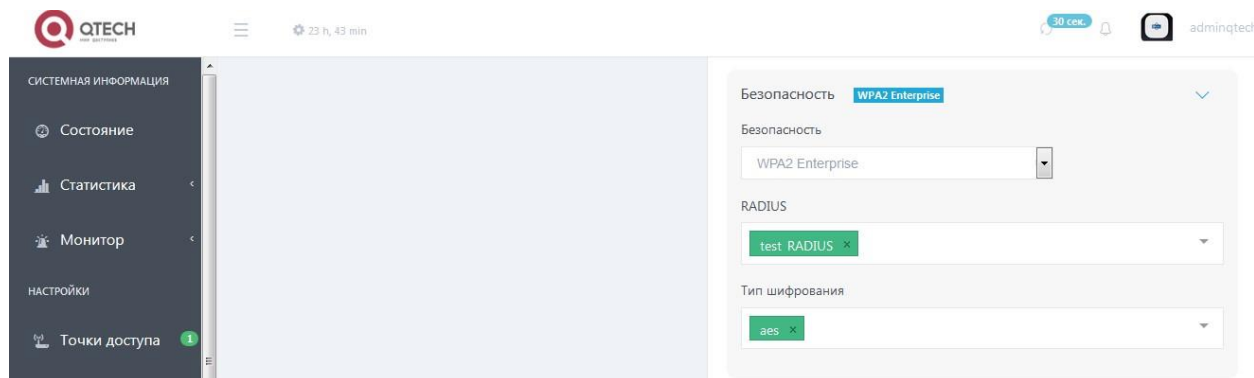 QTECH
23 h, 43 min
30 сек.
adminqtech
СИСТЕМНАЯ ИНФОРМАЦИЯ
Состояние
Статистика
Монитор
НАСТРОЙКИ
Точки доступа 1
Безопасность WPA2 Enterprise
Безопасность
WPA2 Enterprise
RADIUS
test RADIUS ×
Тип шифрования
aes ×